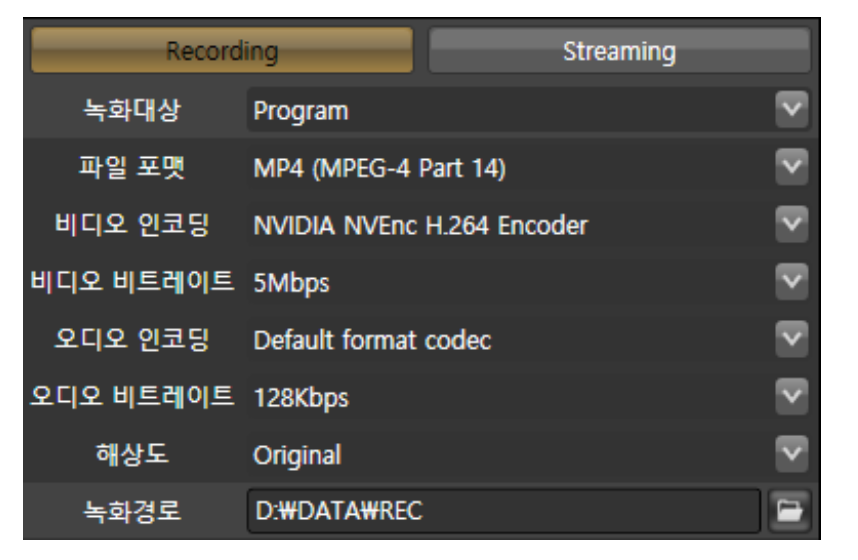 Recording Streaming
녹화대상 Program
파일 포맷 MP4 (MPEG-4 Part 14)
비디오 인코딩 NVIDIA NVEnc H.264 Encoder
비디오 비트레이트 5Mbps
오디오 인코딩 Default format codec
오디오 비트레이트 128Kbps
해상도 Original
녹화경로 D:₩DATA₩REC